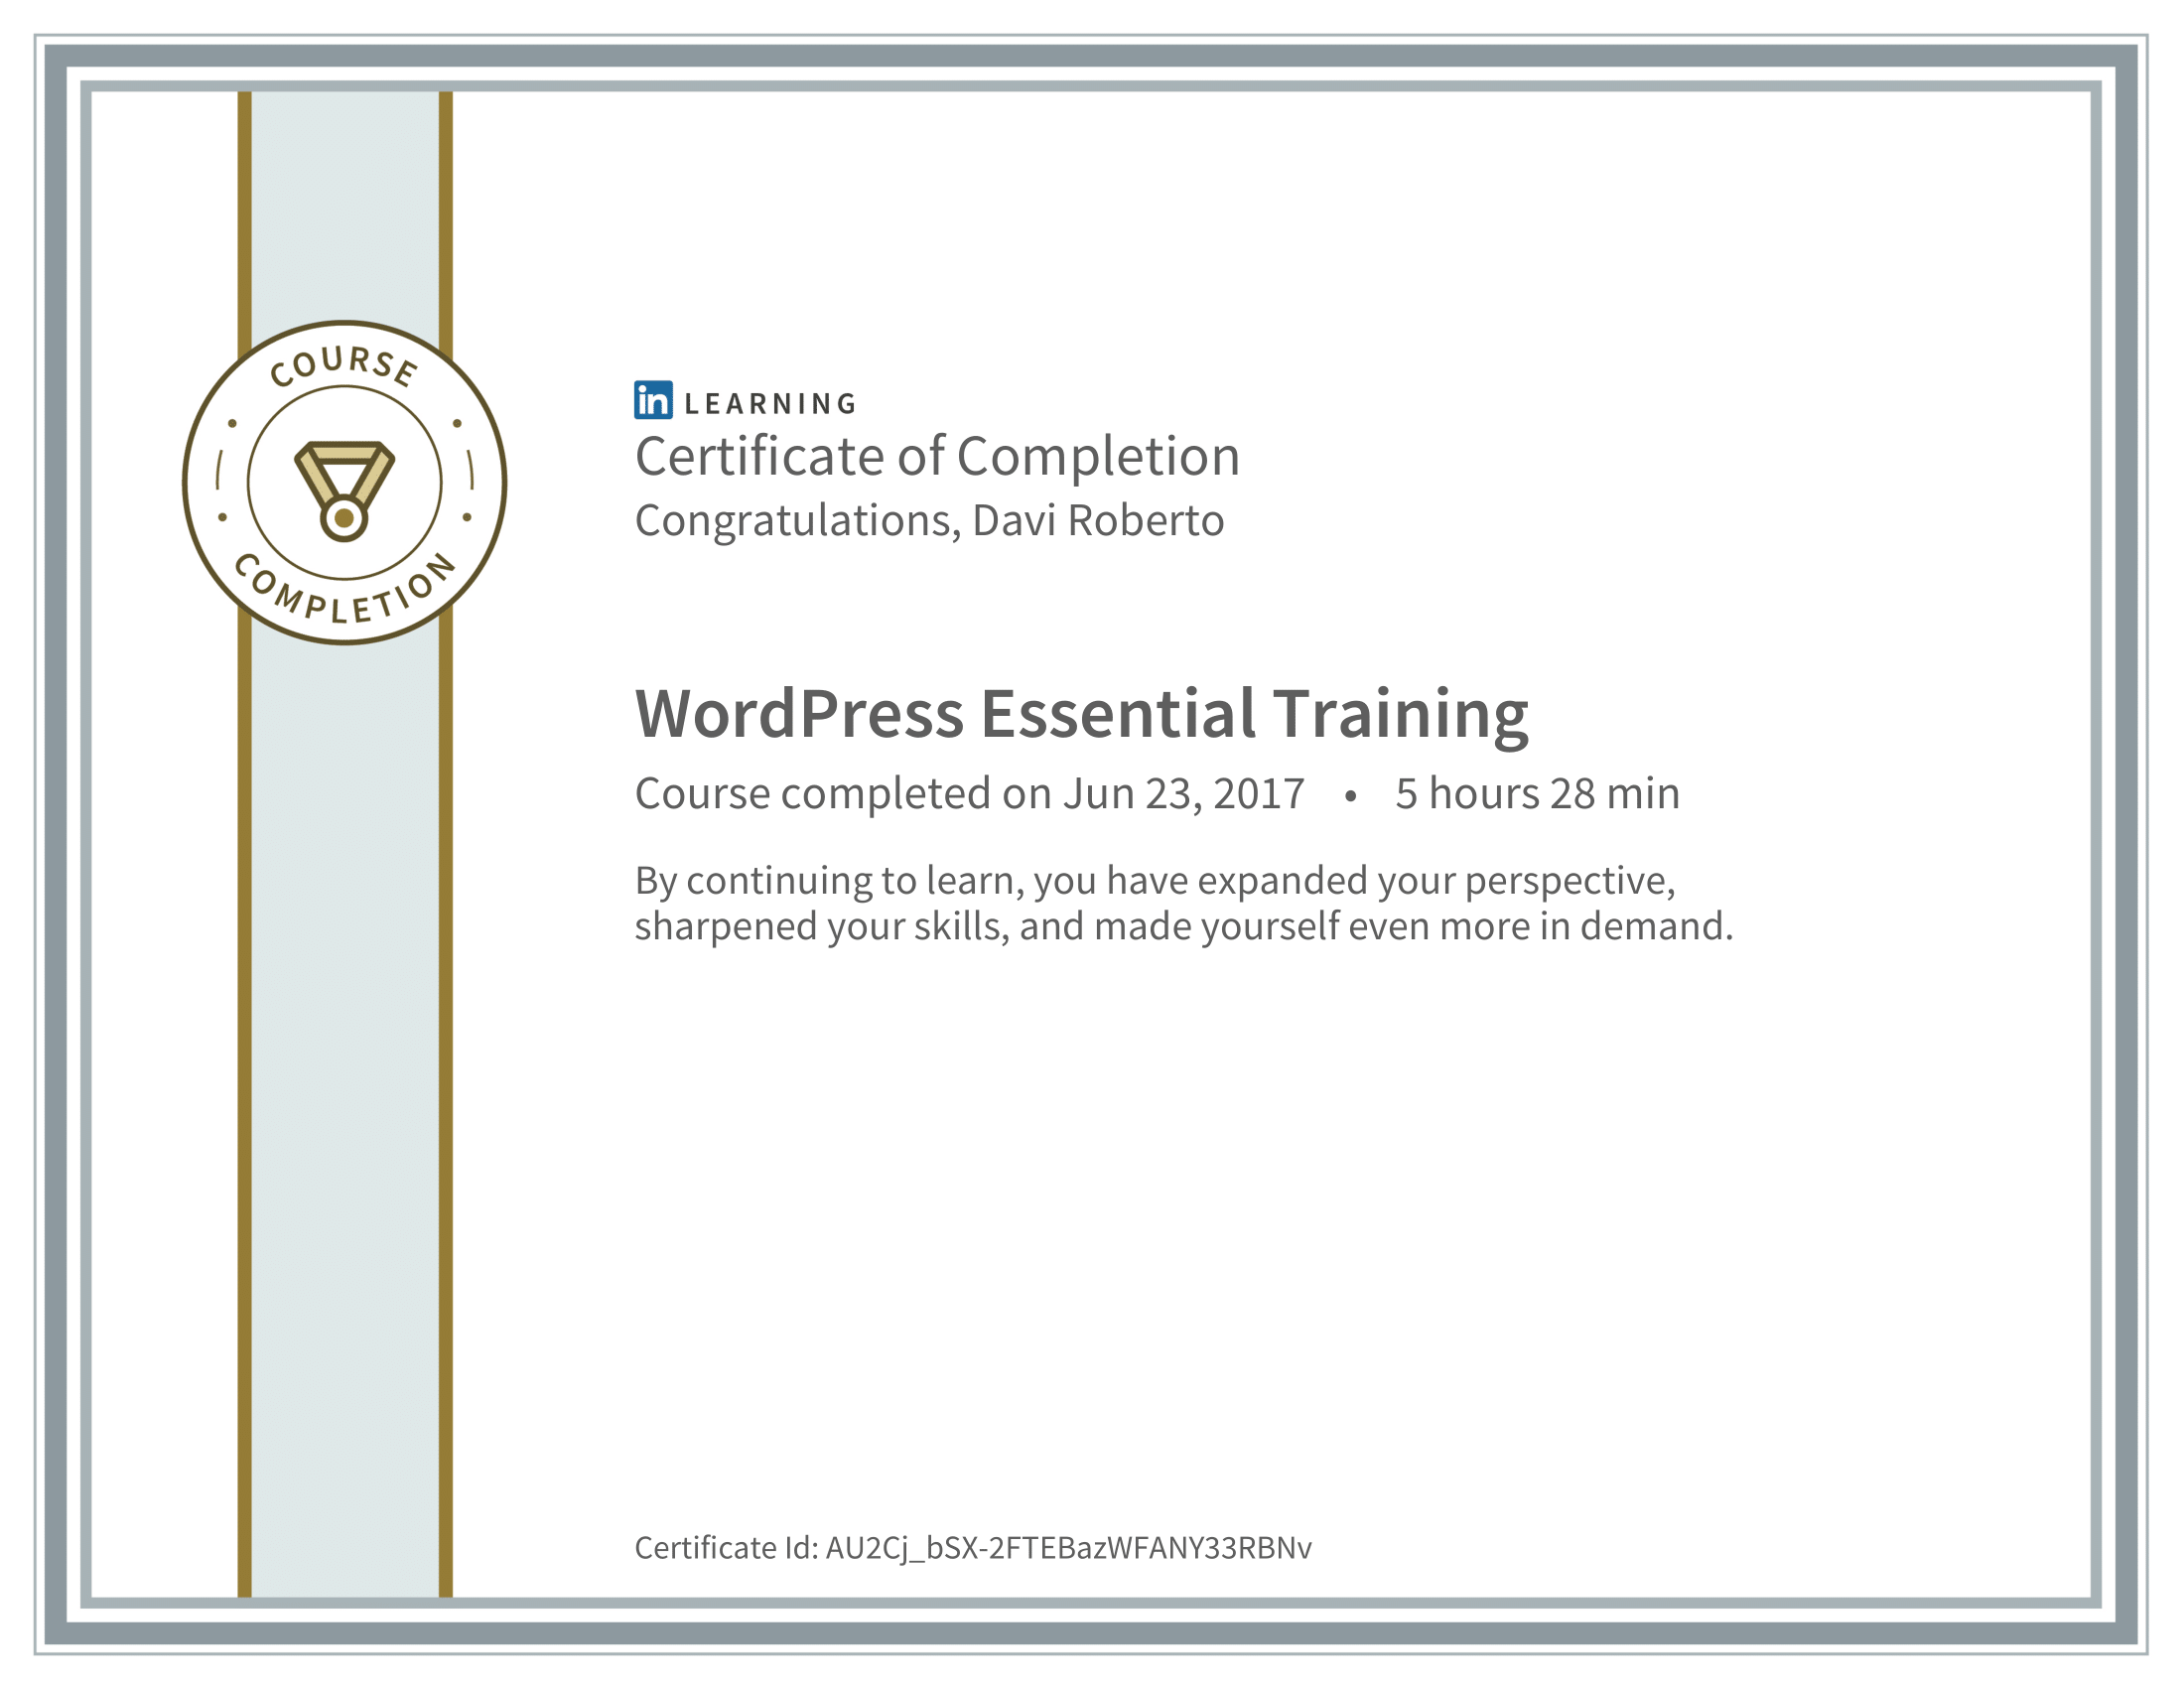 COURSE
COMPLETION
in LEARNING
Certificate of Completion
Congratulations, Davi Roberto
WordPress Essential Training
Course completed on Jun 23, 2017 • 5 hours 28 min
By continuing to learn, you have expanded your perspective,
sharpened your skills, and made yourself even more in demand.
Certificate Id: AU2Cj_bSX-2FTEBazWFANY33RBNv